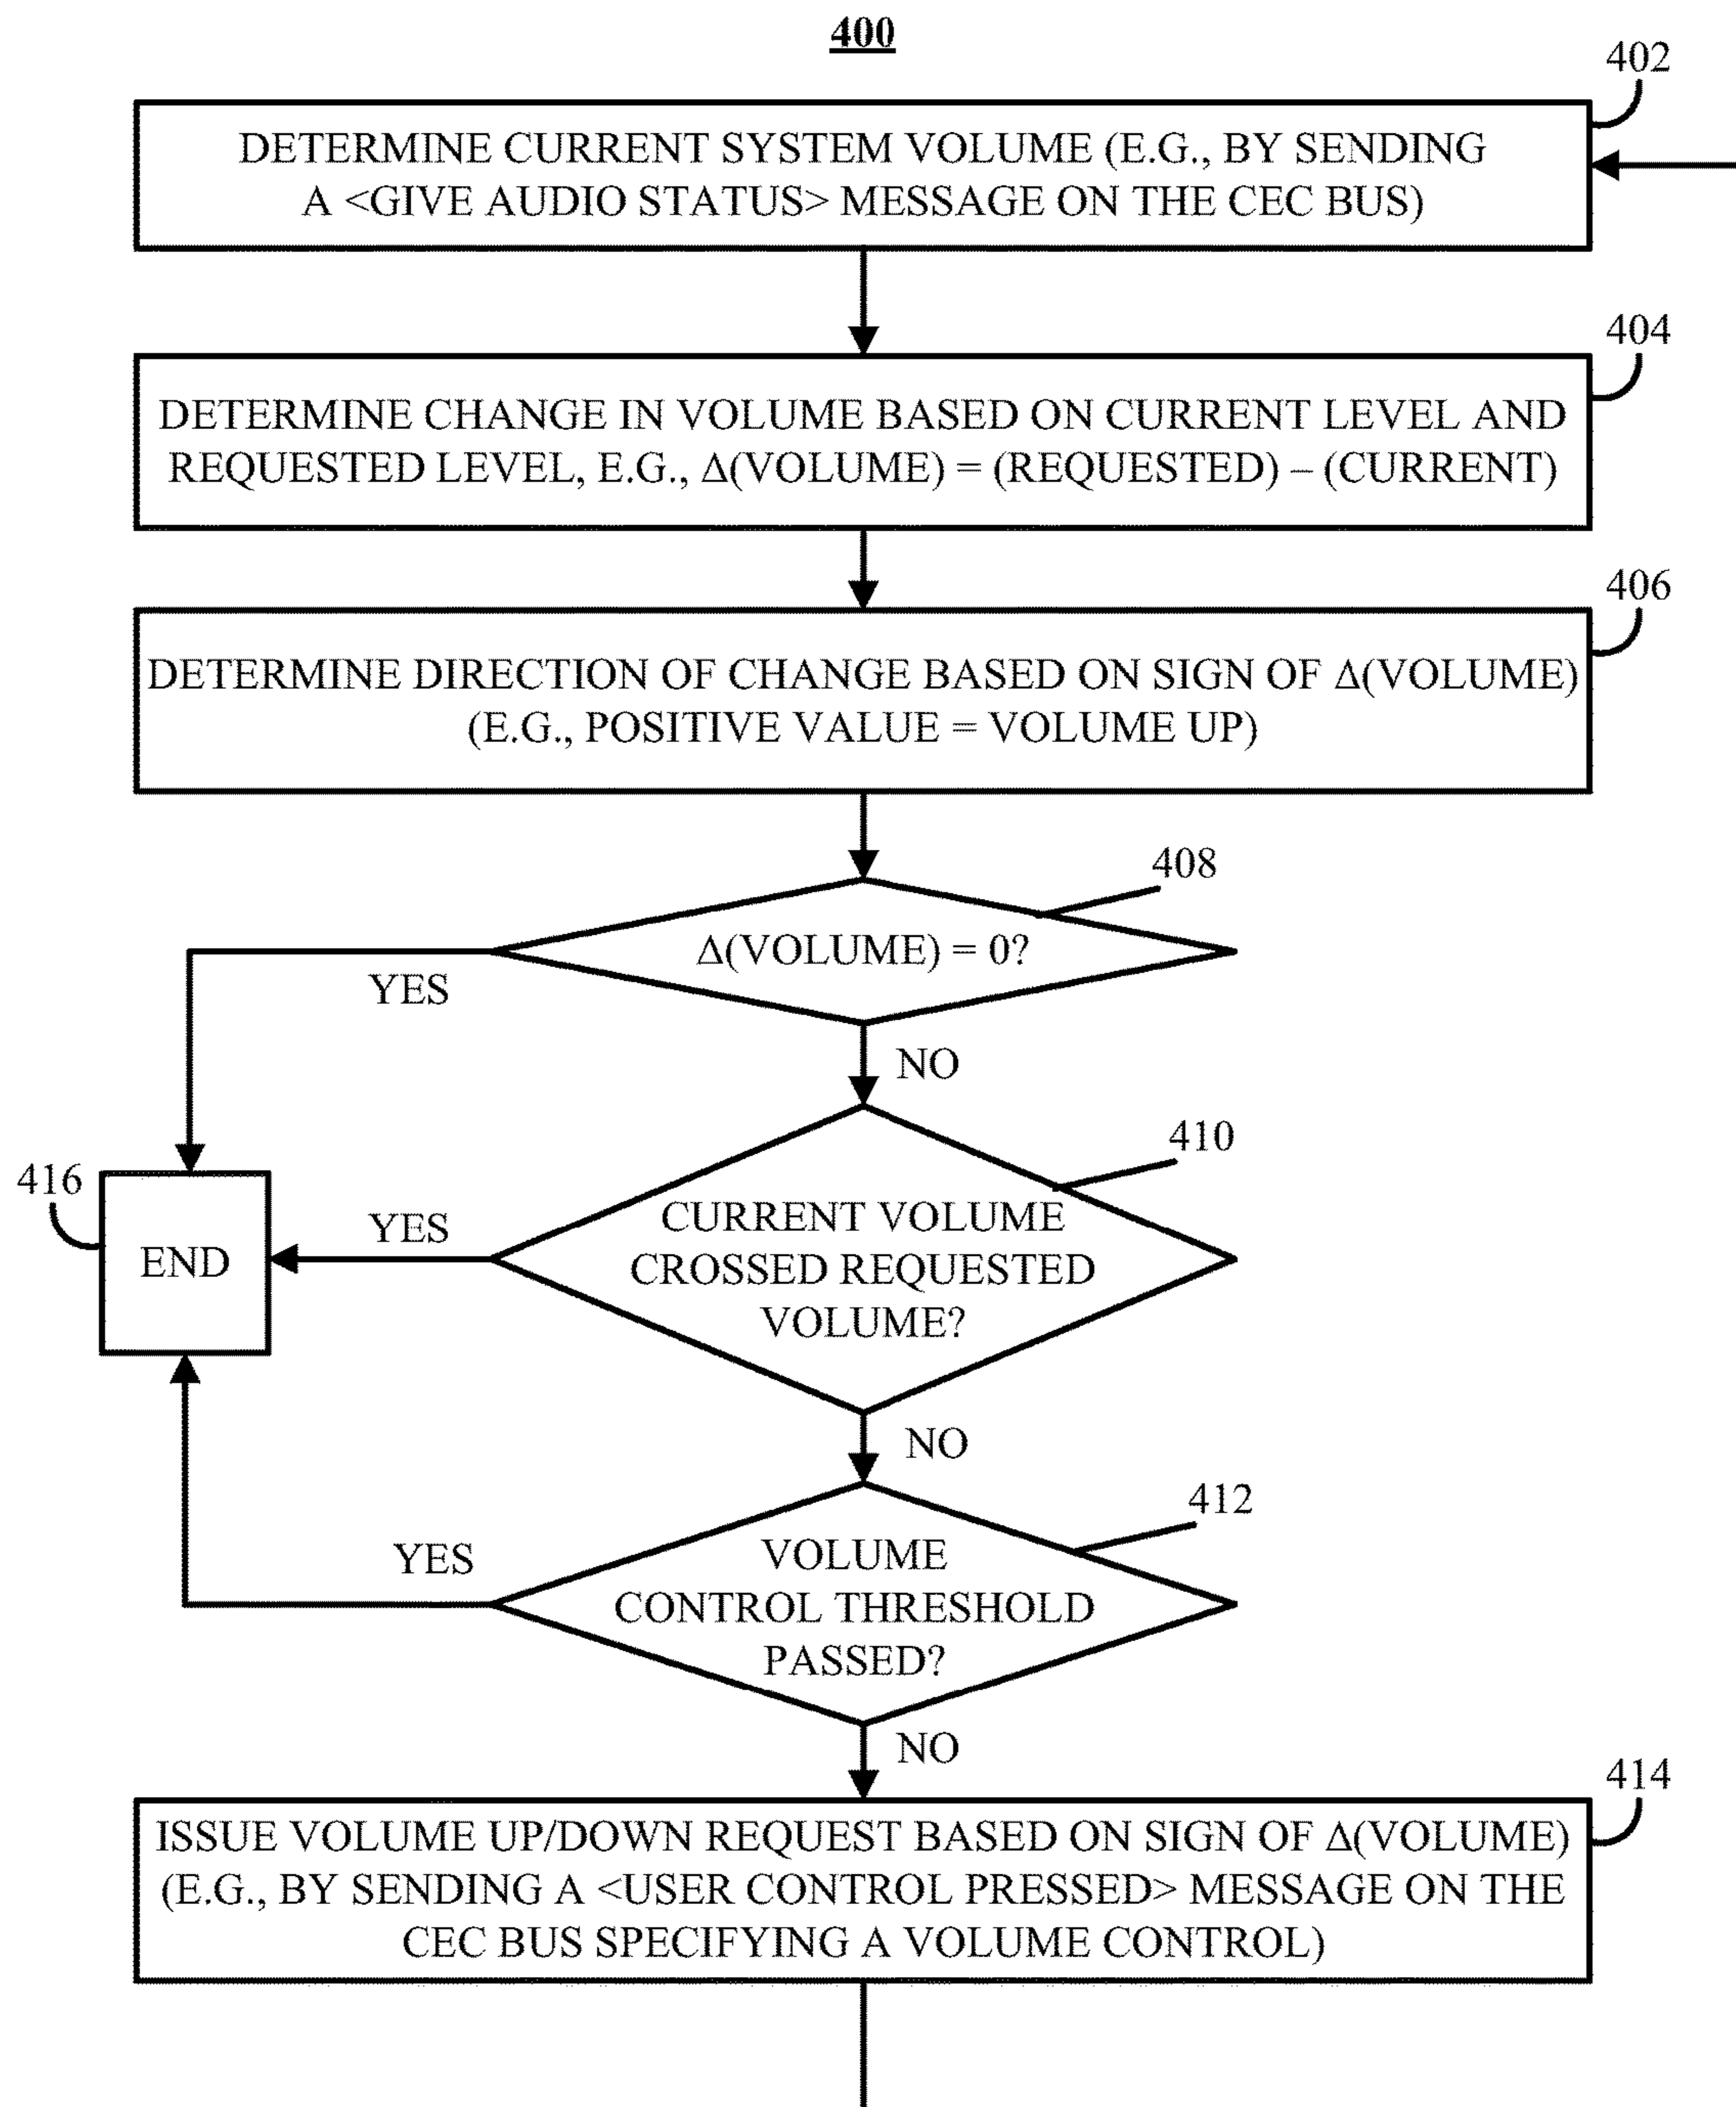 400
402
DETERMINE CURRENT SYSTEM VOLUME (E.G., BY SENDING
A <GIVE AUDIO STATUS> MESSAGE ON THE CEC BUS)
404
DETERMINE CHANGE IN VOLUME BASED ON CURRENT LEVEL AND
REQUESTED LEVEL, E.G., Δ(VOLUME) = (REQUESTED) – (CURRENT)
406
DETERMINE DIRECTION OF CHANGE BASED ON SIGN OF Δ(VOLUME)
(E.G., POSITIVE VALUE = VOLUME UP)
408
Δ(VOLUME) = 0?
YES
NO
410
CURRENT VOLUME
CROSSED REQUESTED
VOLUME?
YES
416
END
NO
412
VOLUME
CONTROL THRESHOLD
PASSED?
YES
NO
414
ISSUE VOLUME UP/DOWN REQUEST BASED ON SIGN OF Δ(VOLUME)
(E.G., BY SENDING A <USER CONTROL PRESSED> MESSAGE ON THE
CEC BUS SPECIFYING A VOLUME CONTROL)